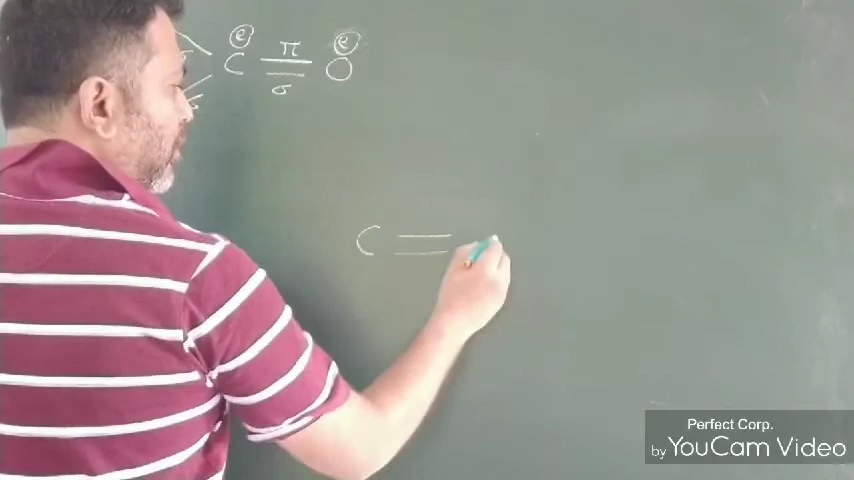 e e
π
C = O
σ
C =
Perfect Corp.
by YouCam Video